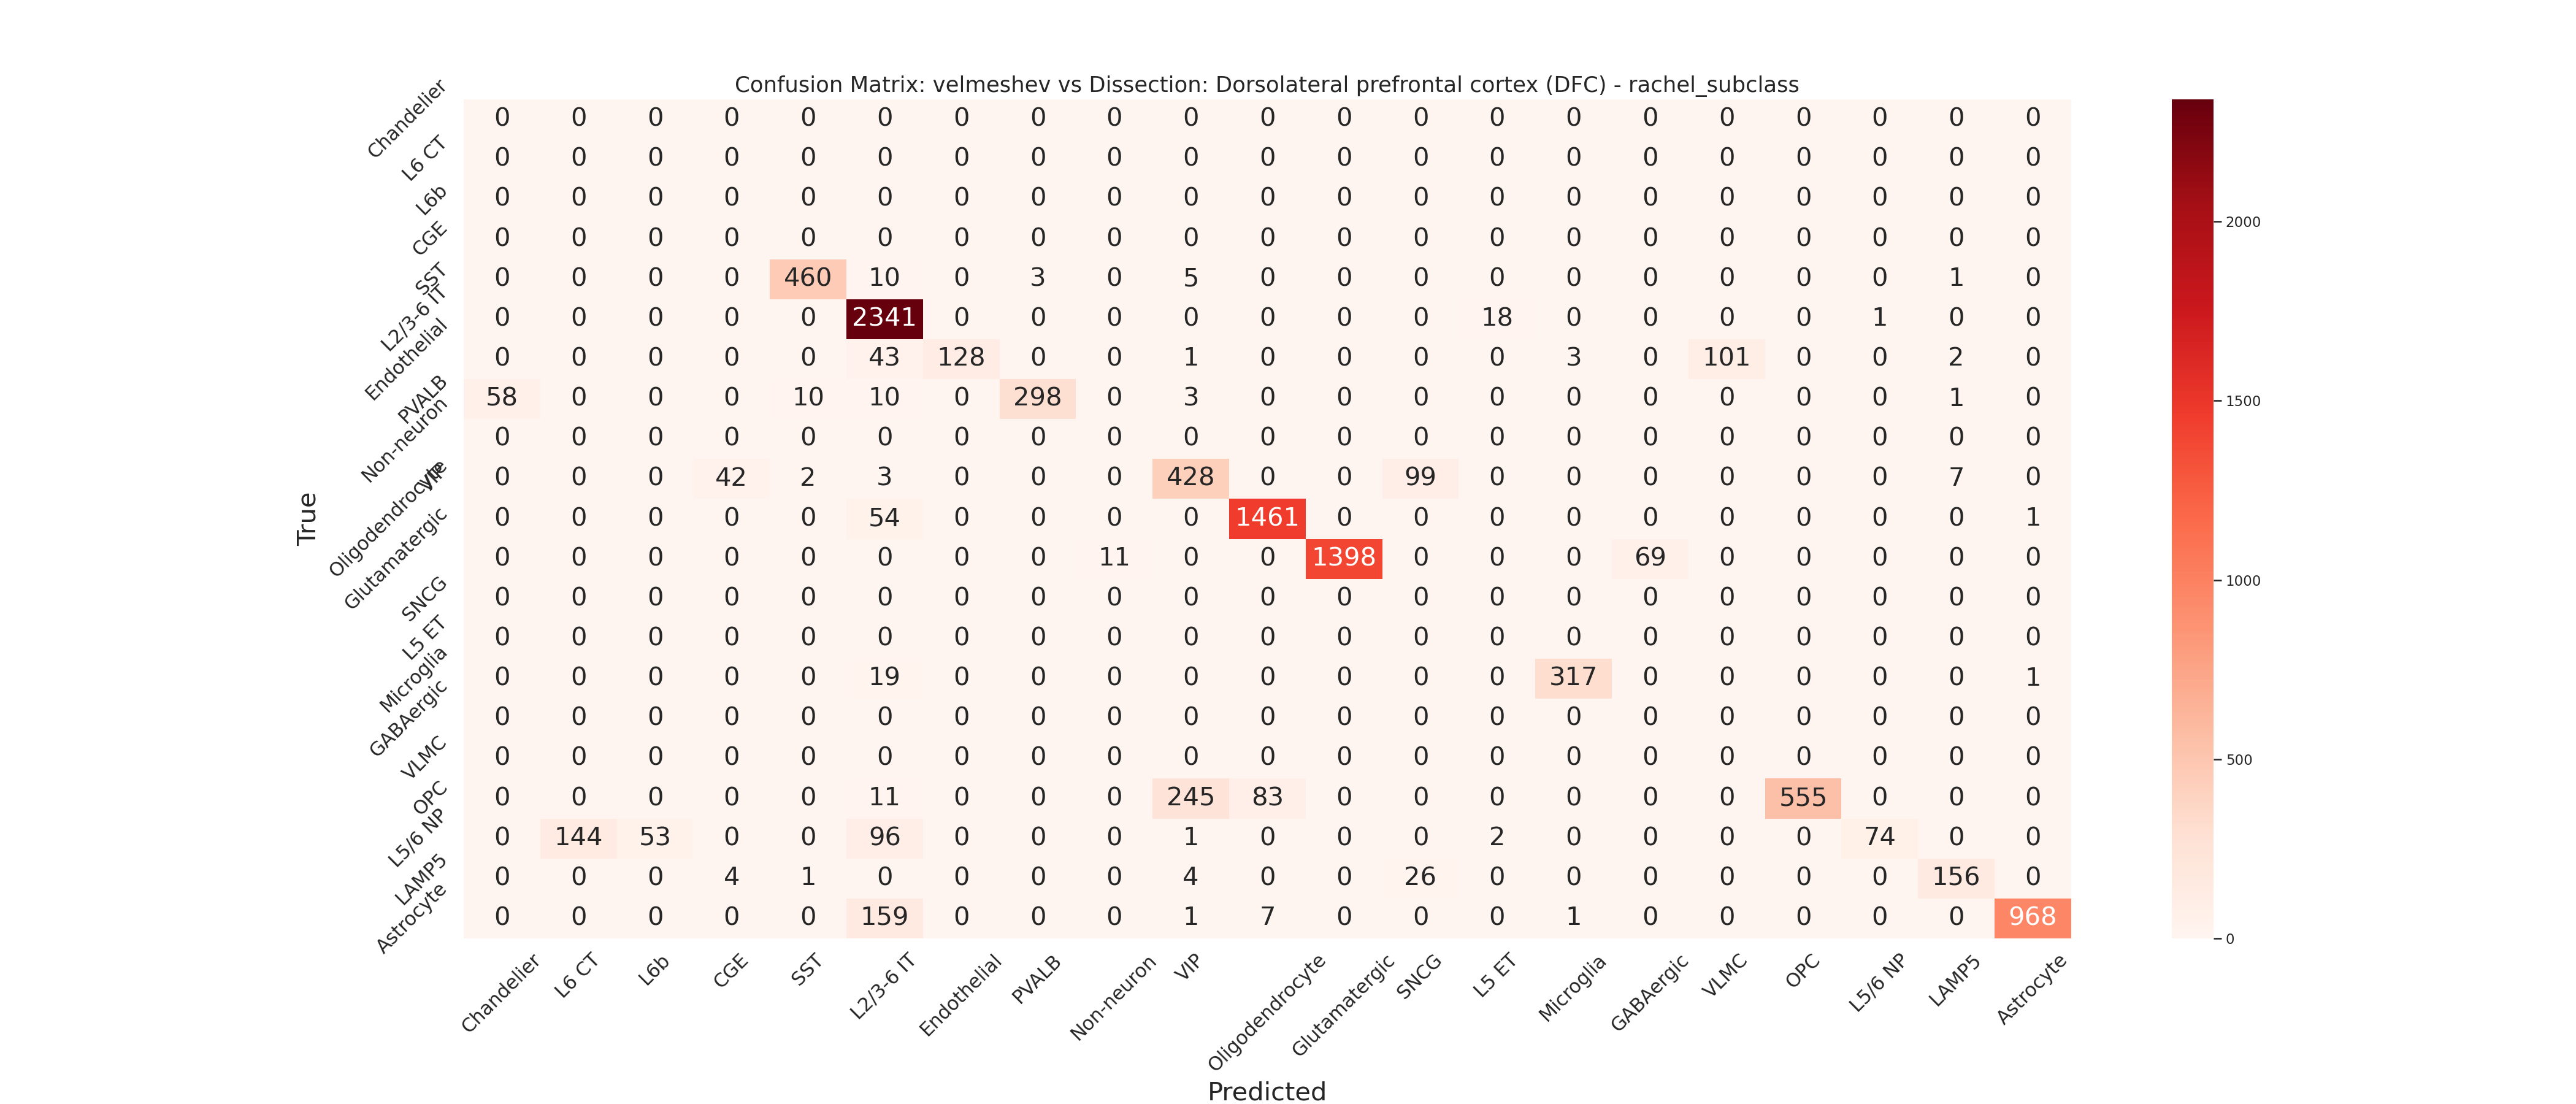 Confusion Matrix: velmeshev vs Dissection: Dorsolateral prefrontal cortex (DFC) - rachel_subclass
True
Chandelier 0 0 0 0 0 0 0 0 0 0 0 0 0 0 0 0 0 0 0 0 0
L6 CT 0 0 0 0 0 0 0 0 0 0 0 0 0 0 0 0 0 0 0 0 0
L6b 0 0 0 0 0 0 0 0 0 0 0 0 0 0 0 0 0 0 0 0 0
CGE 0 0 0 0 0 0 0 0 0 0 0 0 0 0 0 0 0 0 0 0 0
SST 0 0 0 0 460 10 0 3 0 5 0 0 0 0 0 0 0 0 0 1 0
L2/3-6 IT 0 0 0 0 0 2341 0 0 0 0 0 0 0 18 0 0 0 0 1 0 0
Endothelial 0 0 0 0 0 43 128 0 0 1 0 0 0 0 3 0 101 0 0 2 0
PVALB 58 0 0 0 10 10 0 298 0 3 0 0 0 0 0 0 0 0 0 1 0
Non-neuron 0 0 0 0 0 0 0 0 0 0 0 0 0 0 0 0 0 0 0 0 0
VIP 0 0 0 42 2 3 0 0 0 428 0 0 99 0 0 0 0 0 0 7 0
Oligodendrocyte 0 0 0 0 0 54 0 0 0 0 1461 0 0 0 0 0 0 0 0 0 1
Glutamatergic 0 0 0 0 0 0 0 0 11 0 0 1398 0 0 0 69 0 0 0 0 0
SNCG 0 0 0 0 0 0 0 0 0 0 0 0 0 0 0 0 0 0 0 0 0
L5 ET 0 0 0 0 0 0 0 0 0 0 0 0 0 0 0 0 0 0 0 0 0
Microglia 0 0 0 0 0 19 0 0 0 0 0 0 0 0 317 0 0 0 0 0 1
GABAergic 0 0 0 0 0 0 0 0 0 0 0 0 0 0 0 0 0 0 0 0 0
VLMC 0 0 0 0 0 0 0 0 0 0 0 0 0 0 0 0 0 0 0 0 0
OPC 0 0 0 0 0 11 0 0 0 245 83 0 0 0 0 0 0 555 0 0 0
L5/6 NP 0 144 53 0 0 96 0 0 0 1 0 0 0 2 0 0 0 0 74 0 0
LAMP5 0 0 0 4 1 0 0 0 0 4 0 0 26 0 0 0 0 0 0 156 0
Astrocyte 0 0 0 0 0 159 0 0 0 1 7 0 0 0 1 0 0 0 0 0 968
Chandelier L6 CT L6b CGE SST L2/3-6 IT Endothelial PVALB Non-neuron VIP Oligodendrocyte Glutamatergic SNCG L5 ET Microglia GABAergic VLMC OPC L5/6 NP LAMP5 Astrocyte
Predicted
2000
1500
1000
500
0